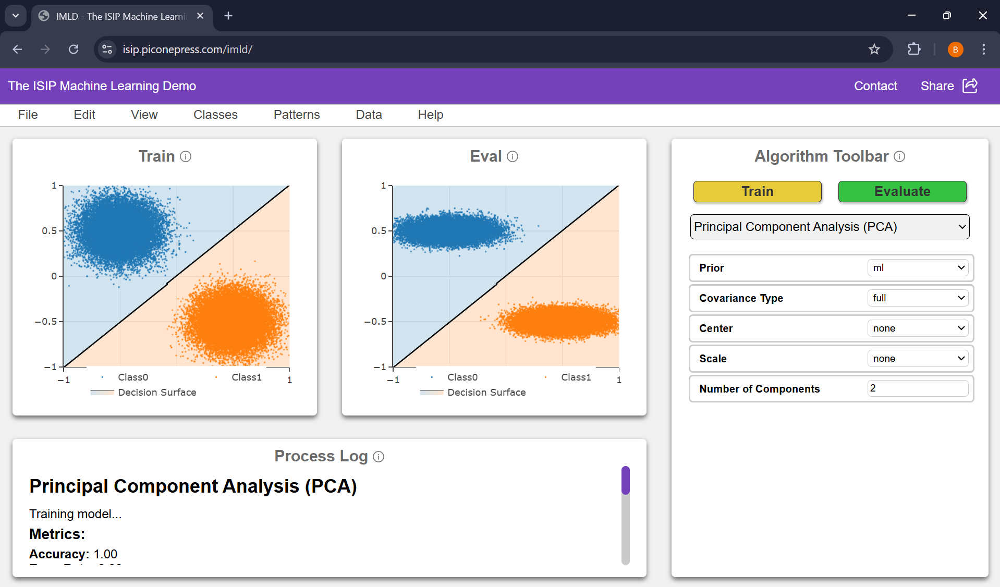 IMLD - The ISIP Machine Learni
isip.piconepress.com/imld/
B
The ISIP Machine Learning Demo
Contact
Share
File
Edit
View
Classes
Patterns
Data
Help
Train
1
0.5
0
−0.5
−1
−1
1
Class0
Class1
Decision Surface
Eval
1
0.5
0
−0.5
−1
−1
1
Class0
Class1
Decision Surface
Algorithm Toolbar
Train
Evaluate
Principal Component Analysis (PCA)
Prior
ml
Covariance Type
full
Center
none
Scale
none
Number of Components
2
Process Log
Principal Component Analysis (PCA)
Training model...
Metrics:
Accuracy: 1.00